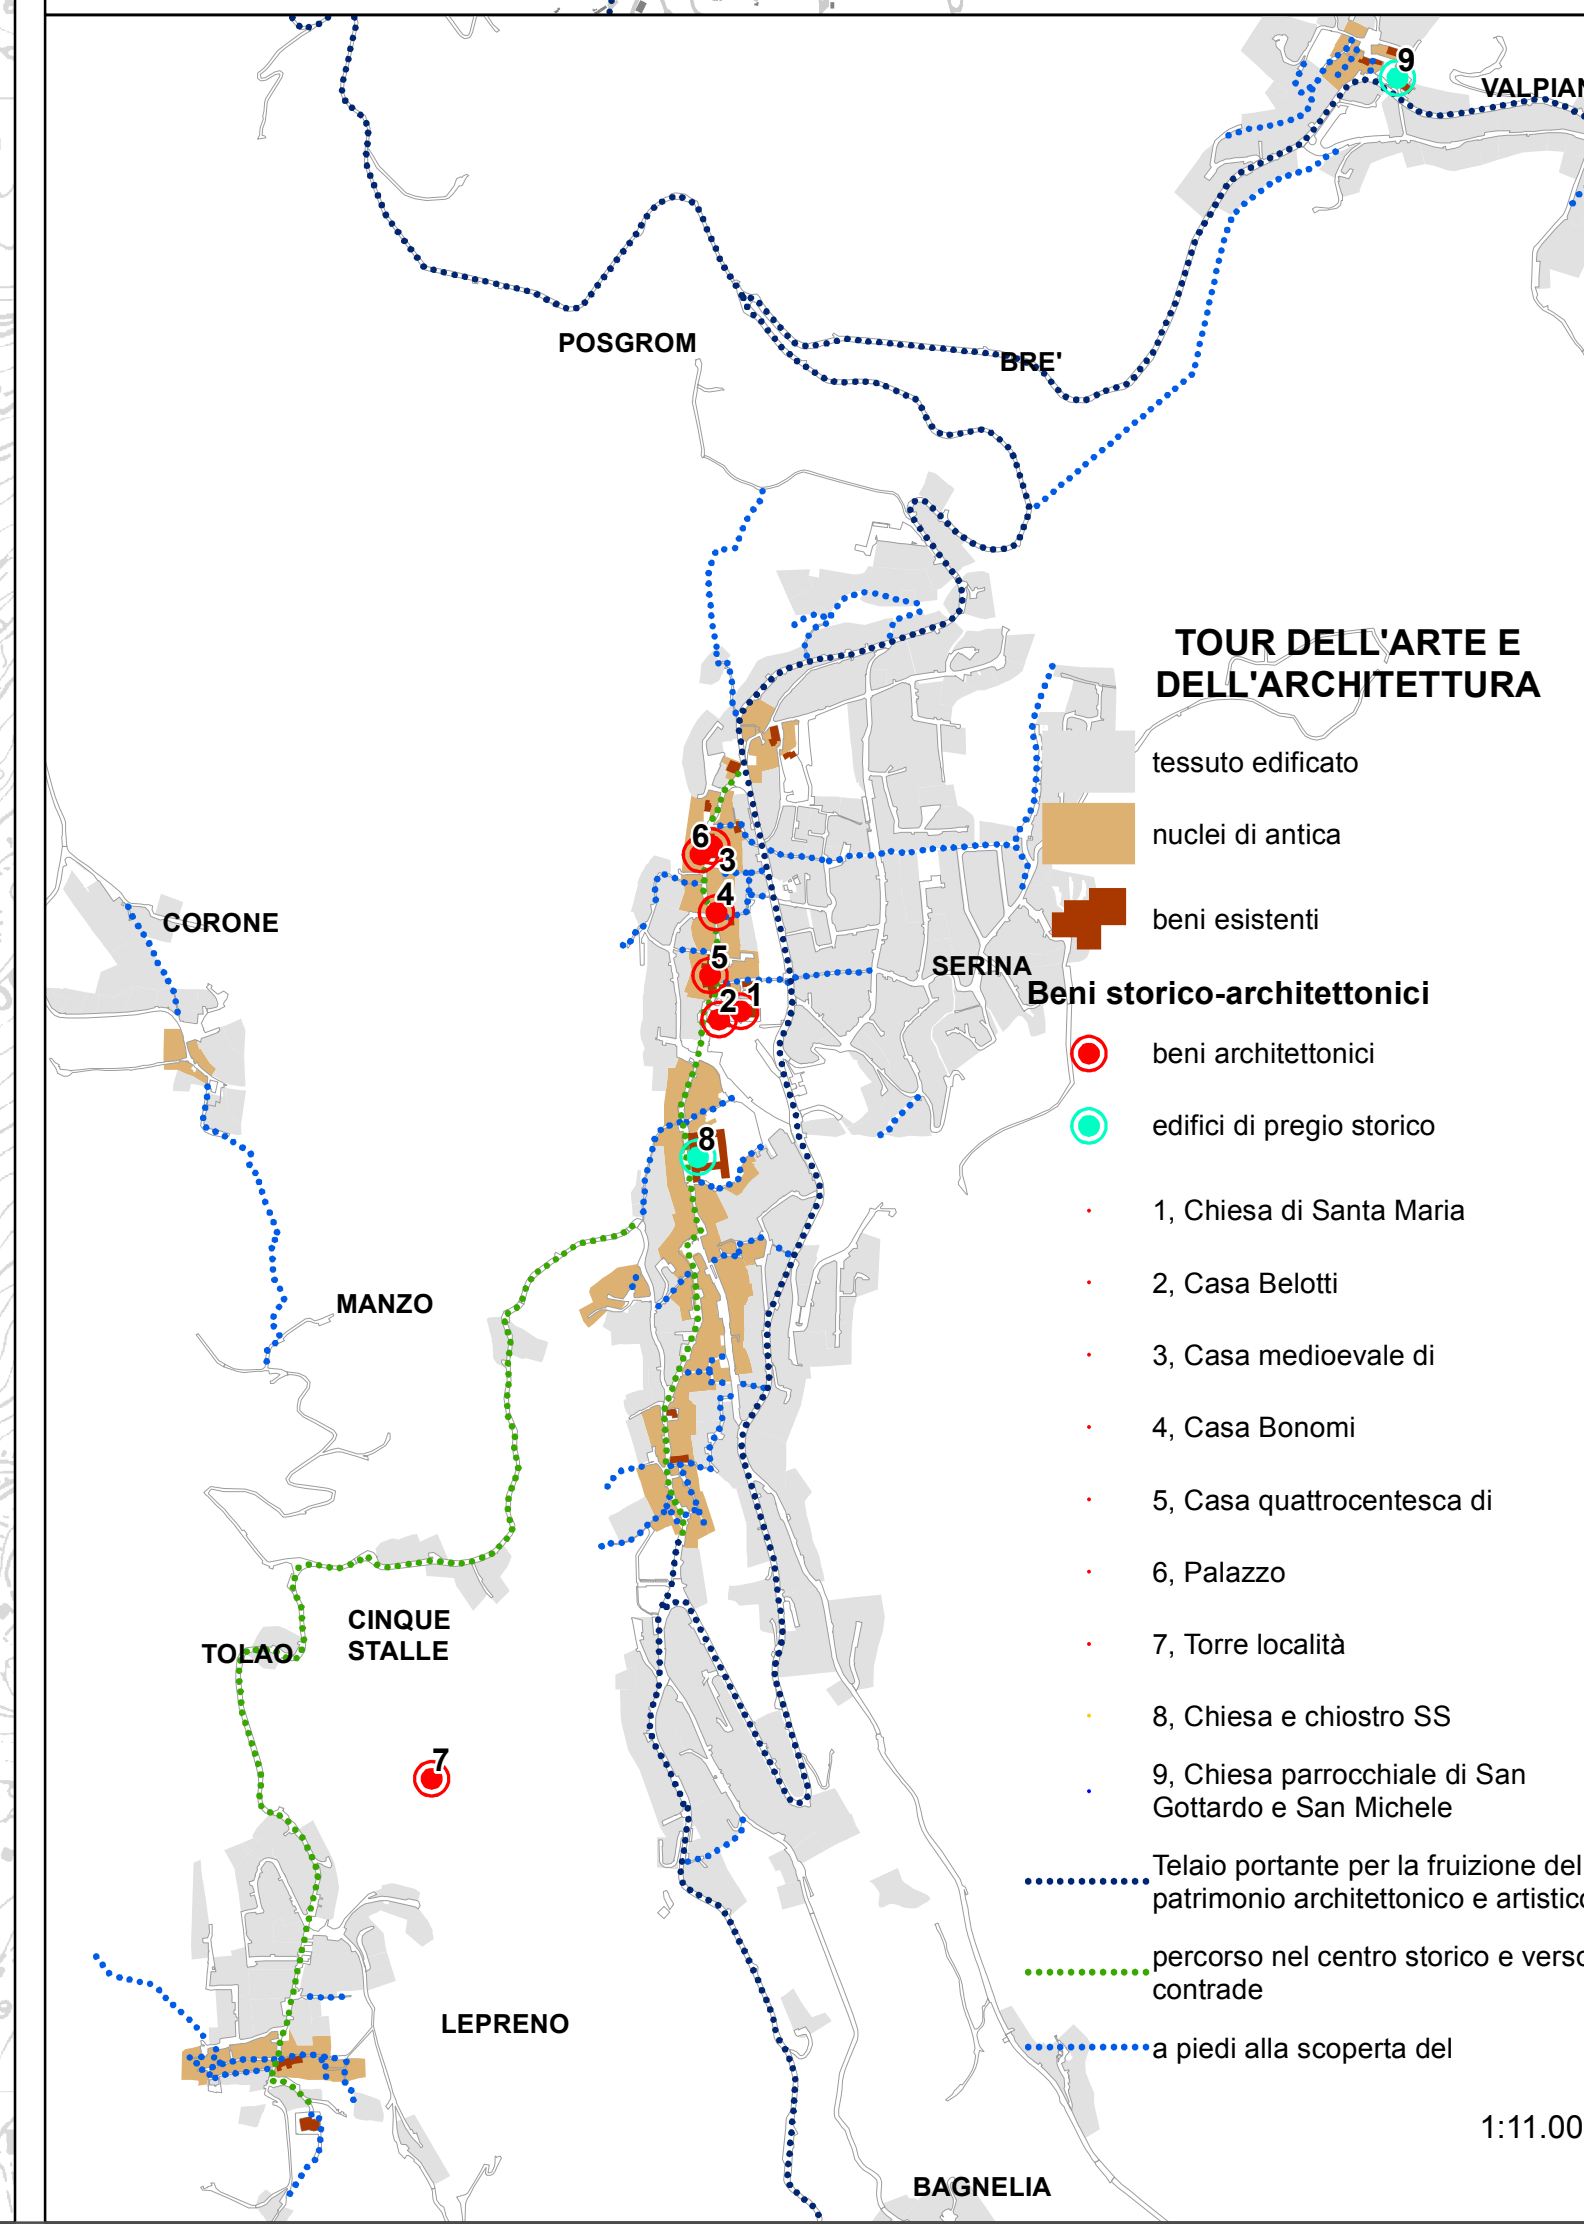 9
VALPIAN
POSGROM
BRE'
TOUR DELL'ARTE E
DELL'ARCHITETTURA
tessuto edificato
nuclei di antica
6
3
4
beni esistenti
CORONE
5
SERINA
2
1
Beni storico-architettonici
beni architettonici
edifici di pregio storico
8
1, Chiesa di Santa Maria
2, Casa Belotti
MANZO
3, Casa medioevale di
4, Casa Bonomi
5, Casa quattrocentesca di
6, Palazzo
CINQUE
STALLE
TOLAO
7, Torre località
8, Chiesa e chiostro SS
7
9, Chiesa parrocchiale di San
Gottardo e San Michele
Telaio portante per la fruizione del
patrimonio architettonico e artistico
percorso nel centro storico e verso
contrade
LEPRENO
a piedi alla scoperta del
1:11.00
BAGNELIA